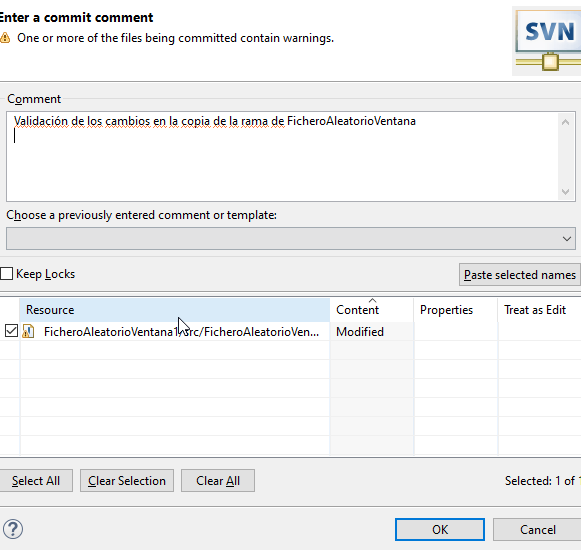 Enter a commit comment
One or more of the files being committed contain warnings.
SVN
Comment
Validación de los cambios en la copia de la rama de FicheroAleatorioVentana
Choose a previously entered comment or template:
Keep Locks
Paste selected names
Resource Content Properties Treat as Edit
FicheroAleatorioVentana1/src/FicheroAleatorioVen... Modified
Select All Clear Selection Clear All Selected: 1 of 1
? OK Cancel